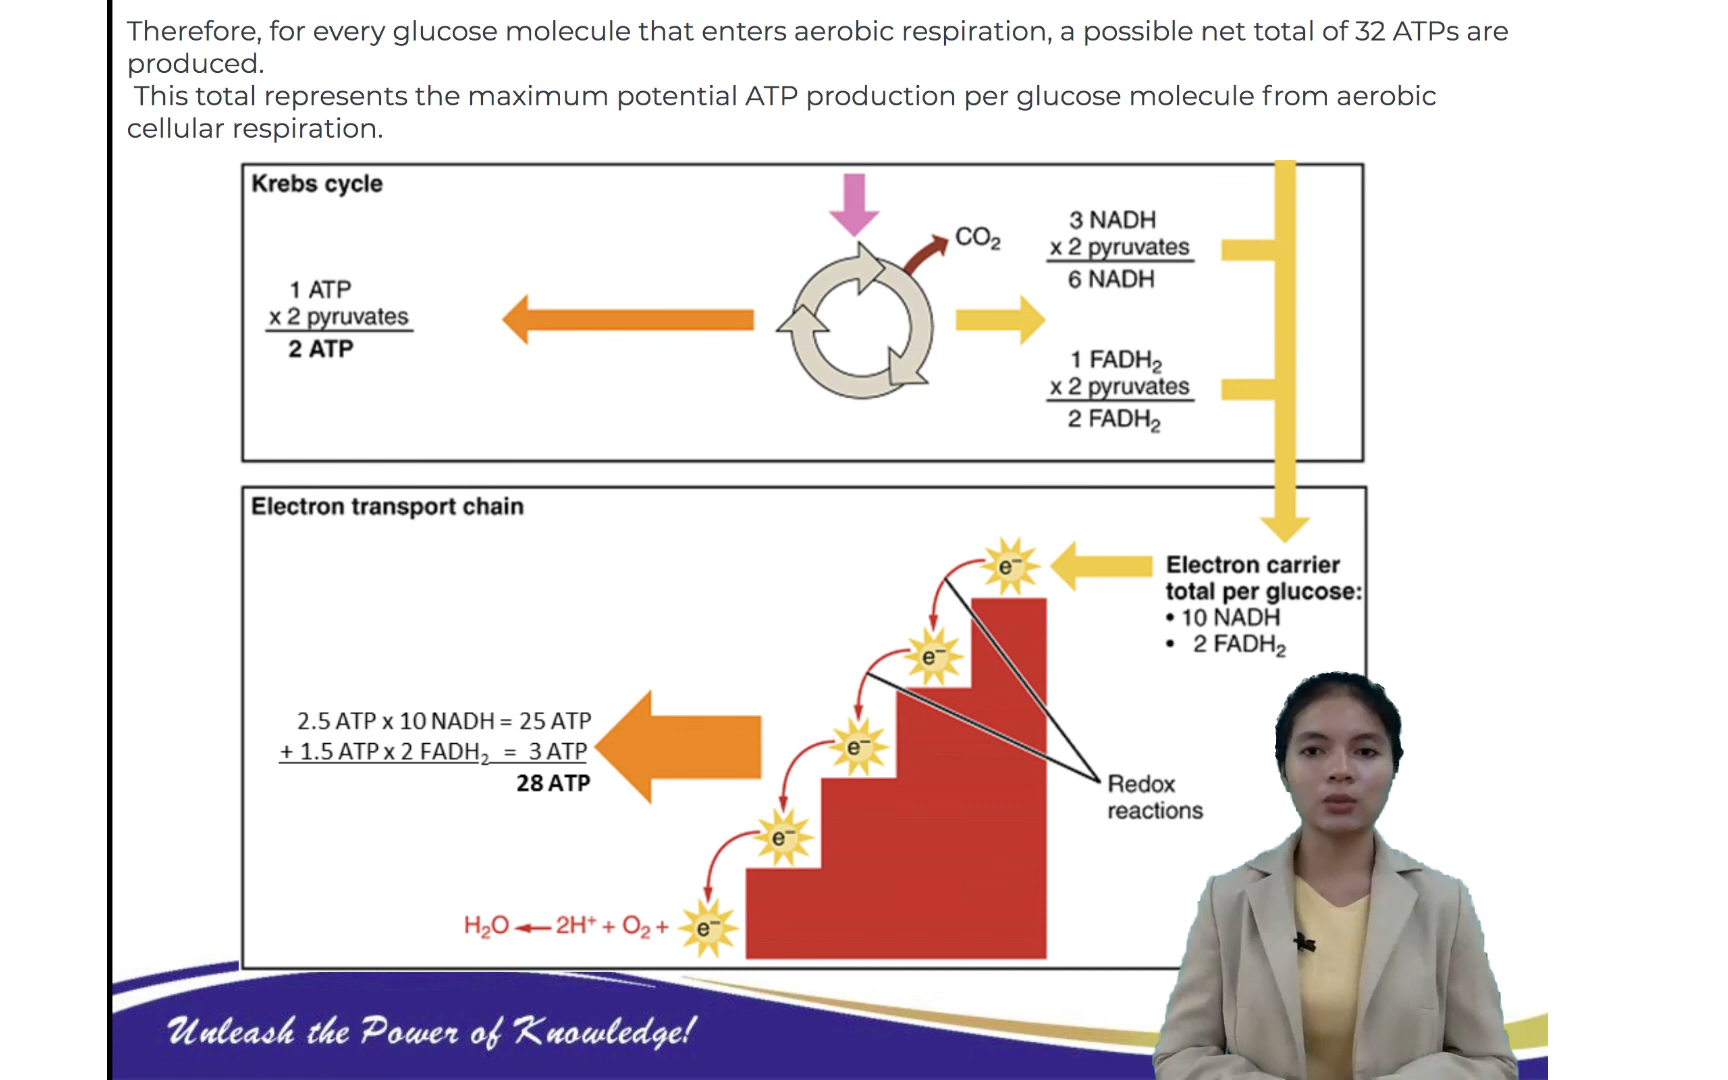 Therefore, for every glucose molecule that enters aerobic respiration, a possible net total of 32 ATPs are
produced.
This total represents the maximum potential ATP production per glucose molecule from aerobic
cellular respiration.
Krebs cycle
CO₂
1 ATP
x 2 pyruvates
2 ATP
3 NADH
x 2 pyruvates
6 NADH
1 FADH₂
x 2 pyruvates
2 FADH₂
Electron transport chain
e⁻
Electron carrier
total per glucose:
• 10 NADH
• 2 FADH₂
e⁻
e⁻
2.5 ATP x 10 NADH = 25 ATP
+ 1.5 ATP x 2 FADH₂ = 3 ATP
28 ATP
Redox
reactions
e⁻
H₂O ← 2H⁺ + O₂ + e⁻
Unleash the Power of Knowledge!